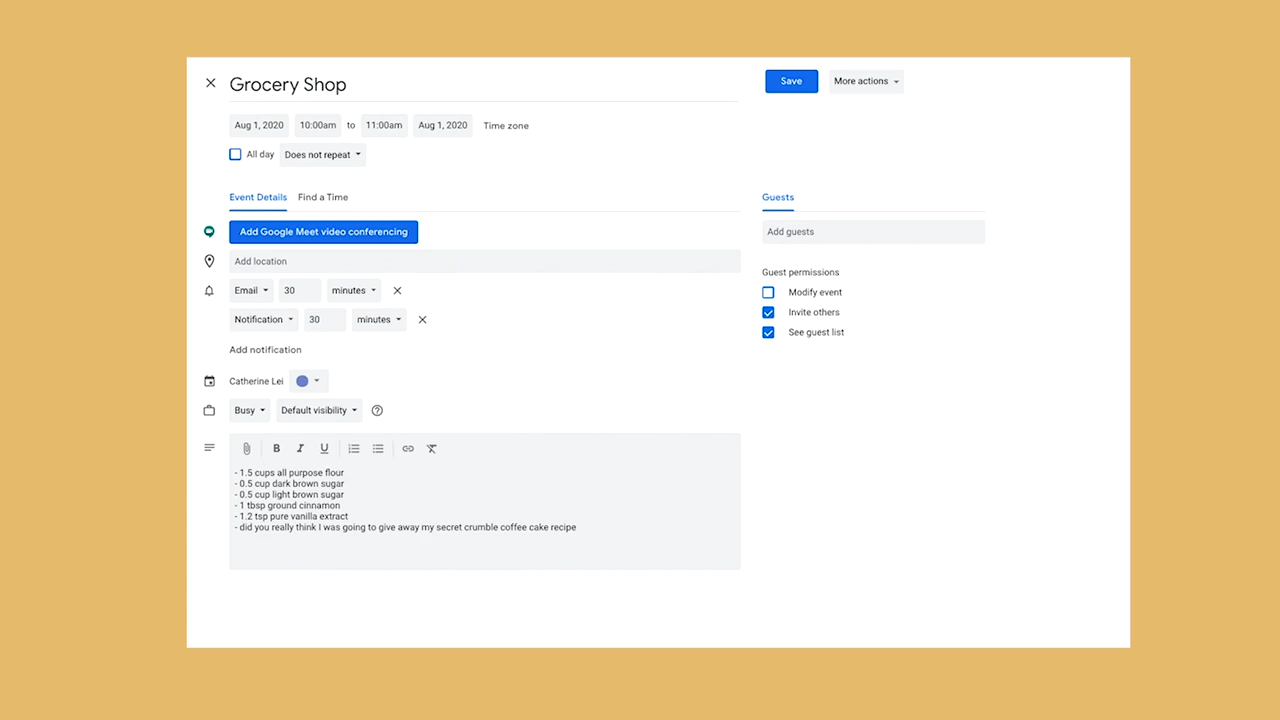 Grocery Shop
Save
More actions
Aug 1, 2020 10:00am to 11:00am Aug 1, 2020 Time zone
All day Does not repeat
Event Details Find a Time
Guests
Add Google Meet video conferencing
Add guests
Add location
Guest permissions
Email 30 minutes
Modify event
Notification 30 minutes
Invite others
See guest list
Add notification
Catherine Lei
Busy Default visibility
B I U
- 1.5 cups all purpose flour
- 0.5 cup dark brown sugar
- 0.5 cup light brown sugar
- 1 tbsp ground cinnamon
- 1.2 tsp pure vanilla extract
- did you really think I was going to give away my secret crumble coffee cake recipe